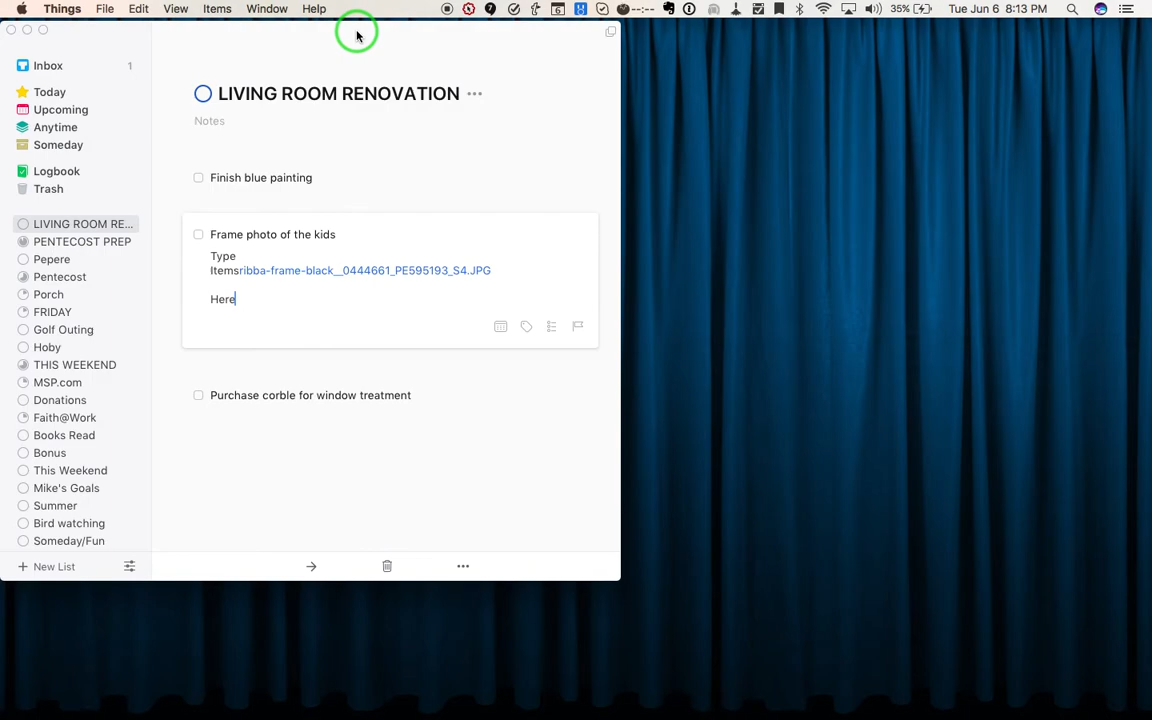 Things File Edit View Items Window Help 6 --:-- 35% Tue Jun 6 8:13 PM
Inbox 1
Today
Upcoming
Anytime
Someday
Logbook
Trash
LIVING ROOM RE...
PENTECOST PREP
Pepere
Pentecost
Porch
FRIDAY
Golf Outing
Hoby
THIS WEEKEND
MSP.com
Donations
Faith@Work
Books Read
Bonus
This Weekend
Mike's Goals
Summer
Bird watching
Someday/Fun
New List
LIVING ROOM RENOVATION
Notes
Finish blue painting
Frame photo of the kids
Type
Itemsribba-frame-black__0444661_PE595193_S4.JPG
Here
Purchase corble for window treatment